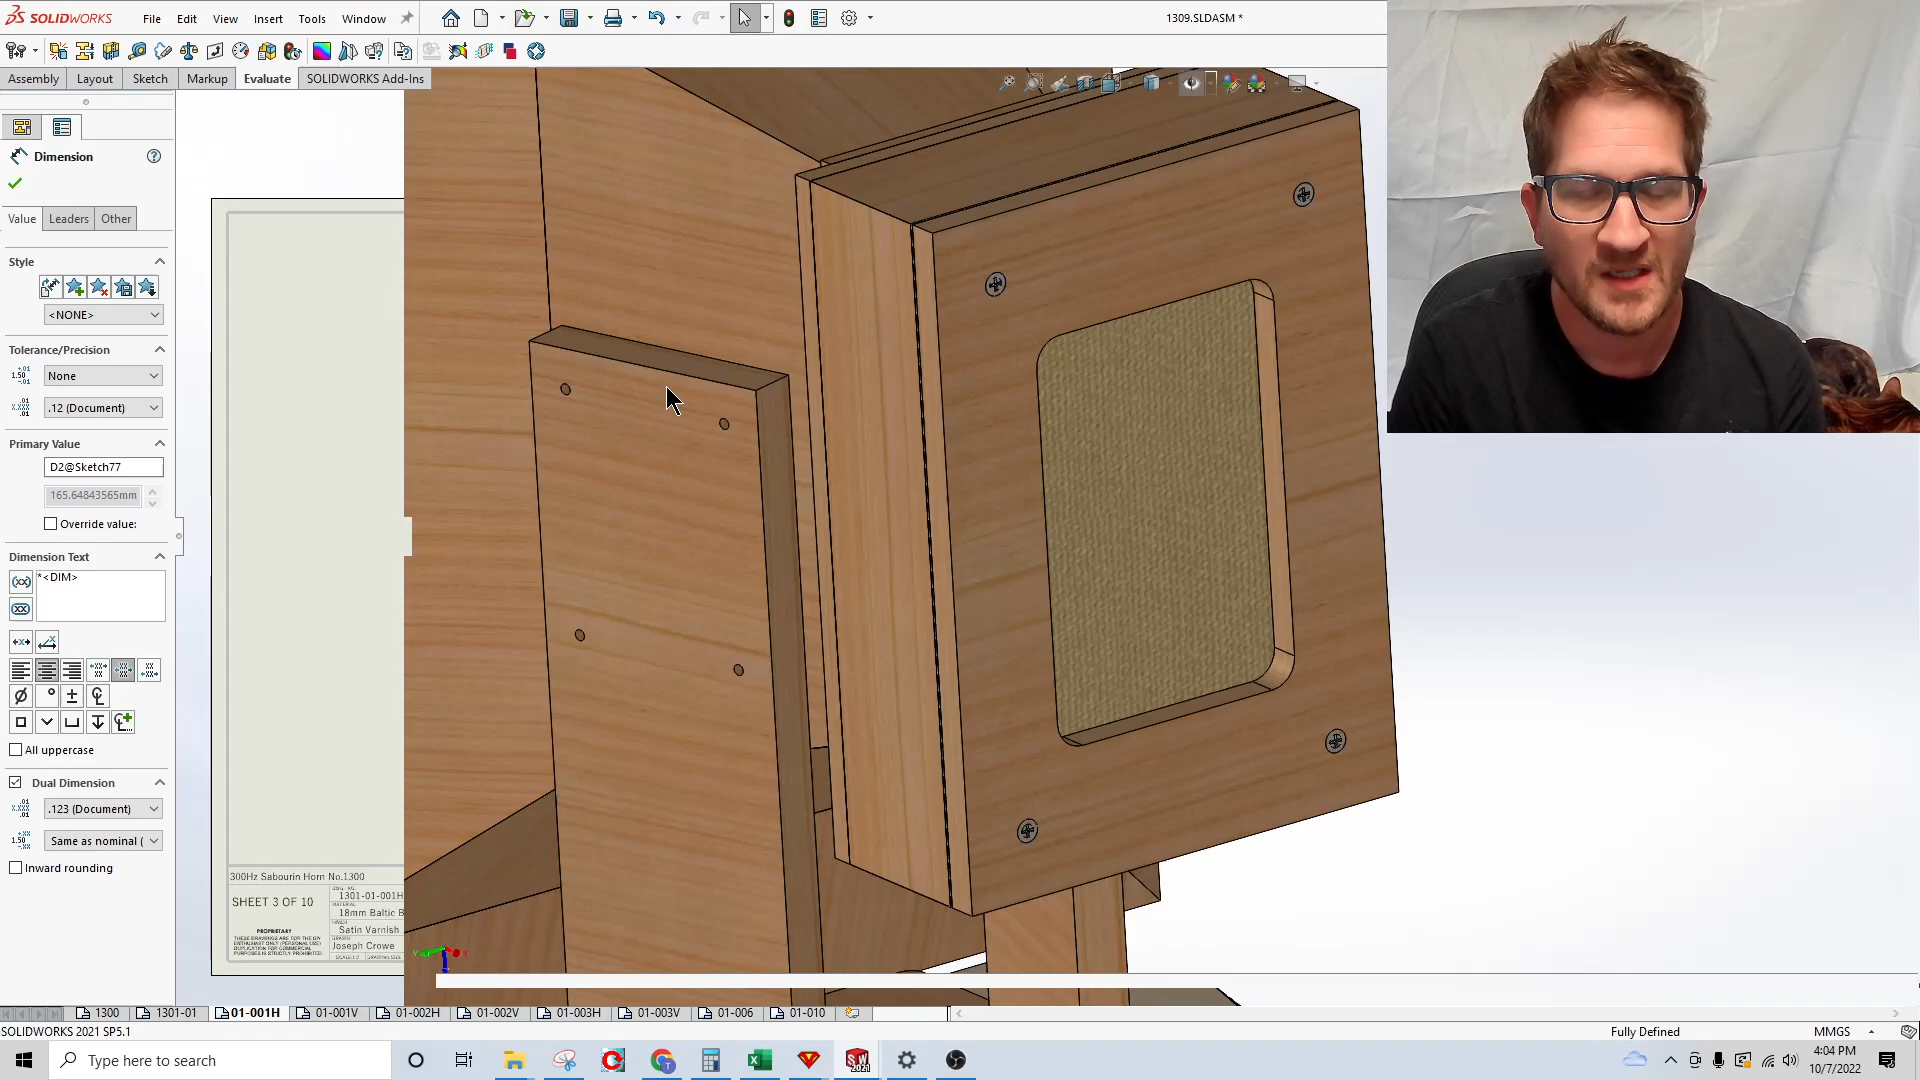 SOLIDWORKS
File Edit View Insert Tools Window
1309.SLDASM *
Assembly Layout Sketch Markup Evaluate SOLIDWORKS Add-Ins
Dimension
Value Leaders Other
Style
<NONE>
Tolerance/Precision
None
.12 (Document)
Primary Value
D2@Sketch77
165.64843565mm
Override value:
Dimension Text
*<DIM>
All uppercase
Dual Dimension
.123 (Document)
Same as nominal (
Inward rounding
300Hz Sabourin Horn No.1300
1301-01-001H
SHEET 3 OF 10
18mm Baltic B
Satin Varnish
Joseph Crowe
PROPRIETARY
1300 1301-01 01-001H 01-001V 01-002H 01-002V 01-003H 01-003V 01-006 01-010
SOLIDWORKS 2021 SP5.1
Fully Defined
MMGS
Type here to search
4:04 PM
10/7/2022